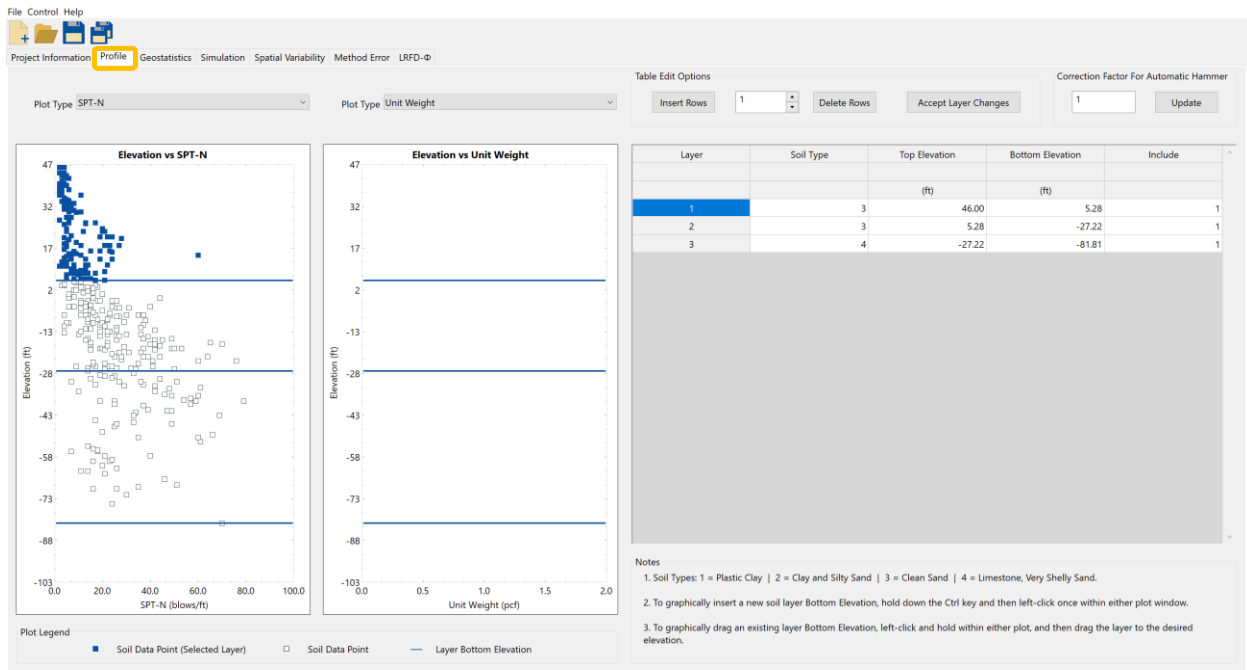 File Control Help
Project Information Profile Geostatistics Simulation Spatial Variability Method Error LRFD-Φ
Plot Type SPT-N
Plot Type Unit Weight
Table Edit Options
Insert Rows 1 Delete Rows Accept Layer Changes
Correction Factor For Automatic Hammer
1 Update
Elevation vs SPT-N
47
32
17
2
-13
-28
-43
-58
-73
-88
-103
Elevation (ft)
0.0 20.0 40.0 60.0 80.0 100.0
SPT-N (blows/ft)
Elevation vs Unit Weight
47
32
17
2
-13
-28
-43
-58
-73
-88
-103
Elevation (ft)
0.0 0.5 1.0 1.5 2.0
Unit Weight (pcf)
Layer Soil Type Top Elevation Bottom Elevation Include
(ft) (ft)
1 3 46.00 5.28 1
2 3 5.28 -27.22 1
3 4 -27.22 -81.81 1
Plot Legend
Soil Data Point (Selected Layer) Soil Data Point Layer Bottom Elevation
Notes
1. Soil Types: 1 = Plastic Clay | 2 = Clay and Silty Sand | 3 = Clean Sand | 4 = Limestone, Very Shelly Sand.
2. To graphically insert a new soil layer Bottom Elevation, hold down the Ctrl key and then left-click once within either plot window.
3. To graphically drag an existing layer Bottom Elevation, left-click and hold within either plot, and then drag the layer to the desired
elevation.